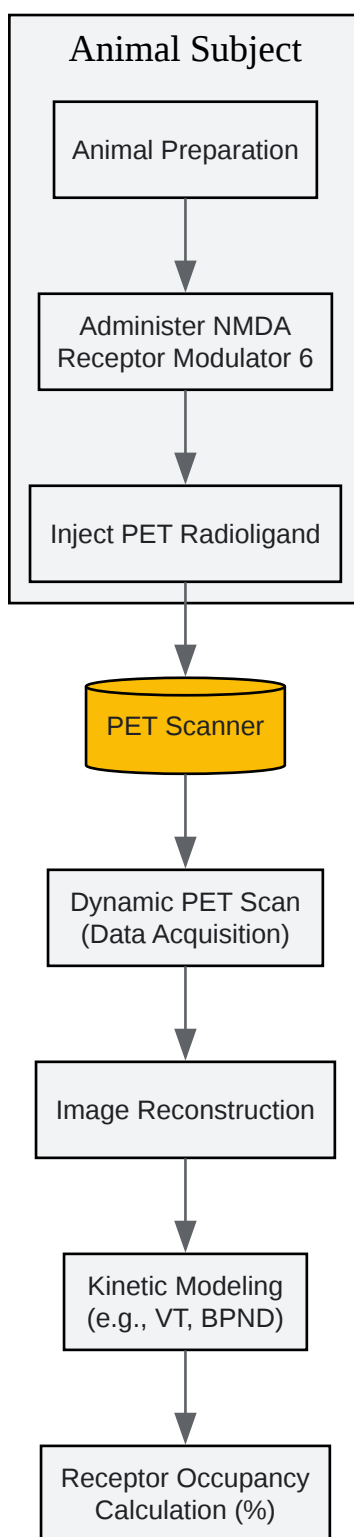 Animal Subject
Animal Preparation
Administer NMDA
Receptor Modulator 6
Inject PET Radioligand
PET Scanner
Dynamic PET Scan
(Data Acquisition)
Image Reconstruction
Kinetic Modeling
(e.g., VT, BPND)
Receptor Occupancy
Calculation (%)